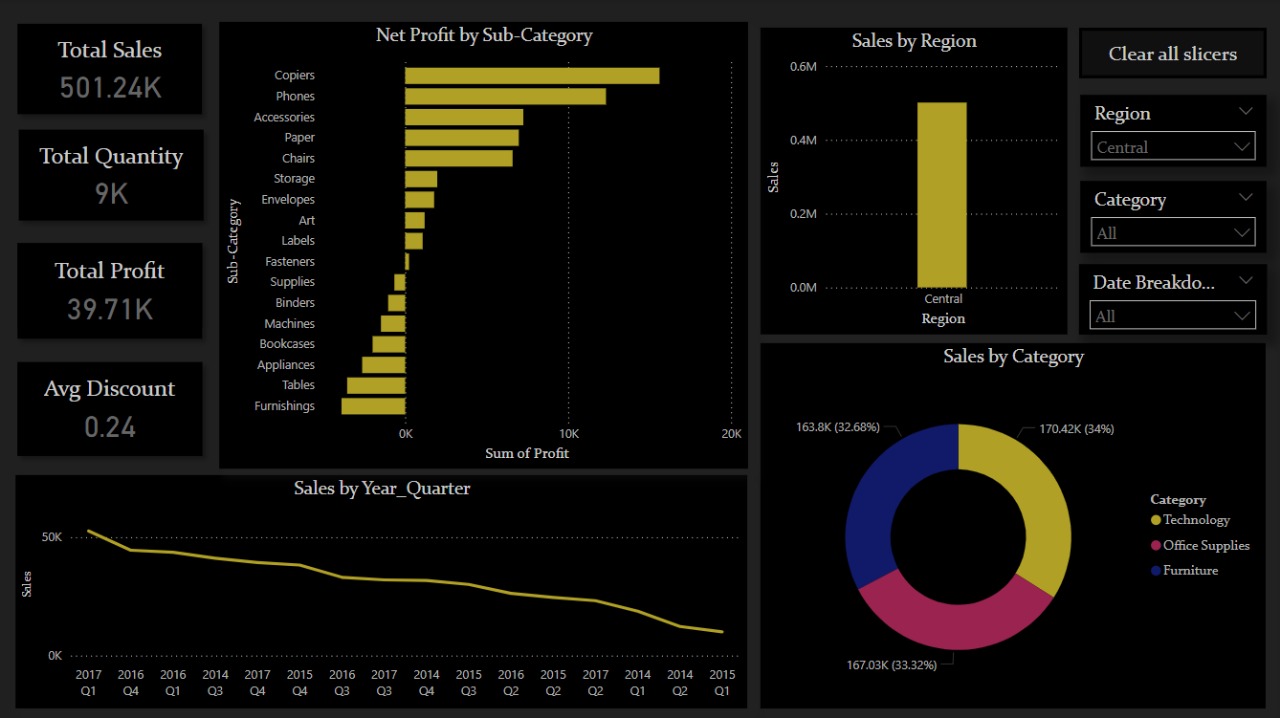 Total Sales
501.24K
Total Quantity
9K
Total Profit
39.71K
Avg Discount
0.24
Net Profit by Sub-Category
Sub-Category
Copiers
Phones
Accessories
Paper
Chairs
Storage
Envelopes
Art
Labels
Fasteners
Supplies
Binders
Machines
Bookcases
Appliances
Tables
Furnishings
0K 10K 20K
Sum of Profit
Sales by Region
Sales
0.6M
0.4M
0.2M
0.0M
Central
Region
Clear all slicers
Region
Central
Category
All
Date Breakdo...
All
Sales by Year_Quarter
Sales
50K
0K
2017 2016 2016 2014 2017 2015 2016 2017 2014 2015 2016 2015 2017 2014 2014 2015
Q1 Q4 Q1 Q3 Q4 Q4 Q3 Q3 Q4 Q3 Q2 Q2 Q2 Q1 Q2 Q1
Sales by Category
163.8K (32.68%)
170.42K (34%)
167.03K (33.32%)
Category
Technology
Office Supplies
Furniture